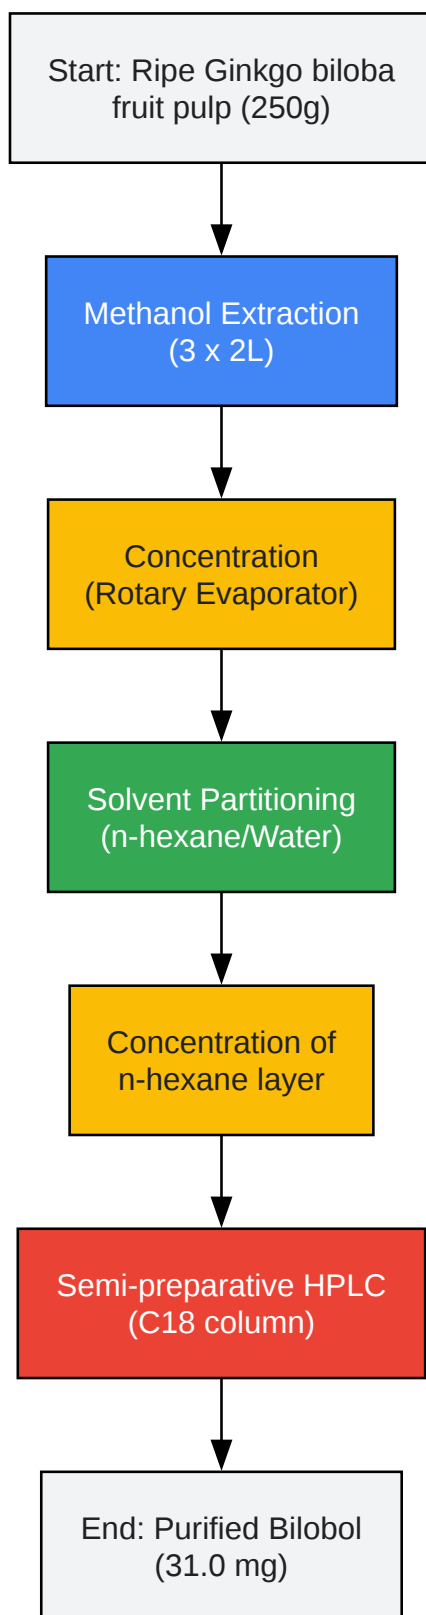 Start: Ripe Ginkgo biloba
fruit pulp (250g)
Methanol Extraction
(3 x 2L)
Concentration
(Rotary Evaporator)
Solvent Partitioning
(n-hexane/Water)
Concentration of
n-hexane layer
Semi-preparative HPLC
(C18 column)
End: Purified Bilobol
(31.0 mg)